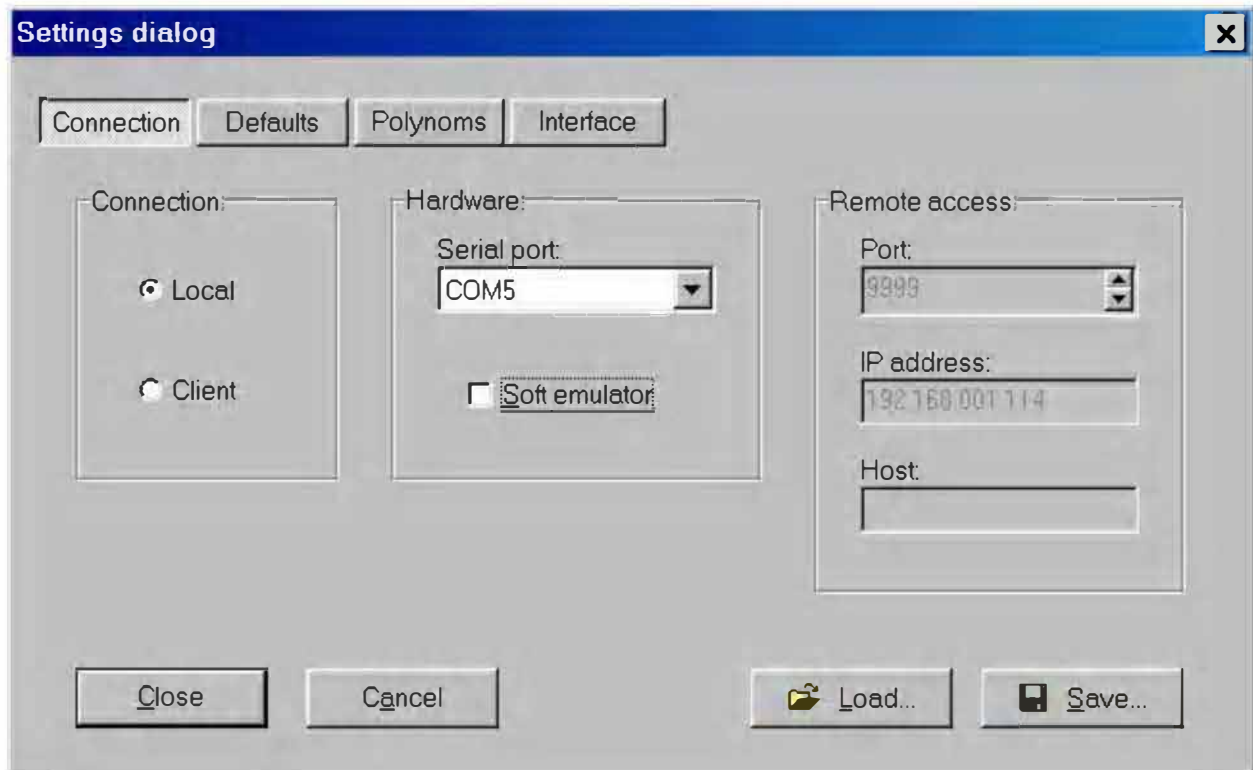 Settings dialog
Connection Defaults Polynoms Interface
Connection:
Local
Client
Hardware:
Serial port:
COM5
Soft emulator
Remote access:
Port:
9999
IP address:
192 168 001 114
Host:
Close Cancel Load... Save...